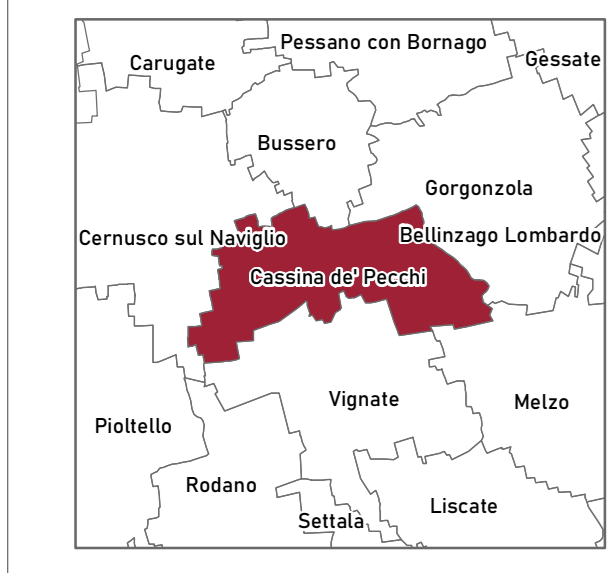 Pessano con Bornago
Carugate
Gessate
Bussero
Gorgonzola
Cernusco sul Naviglio
Bellinzago Lombardo
Cassina de' Pecchi
Vignate
Melzo
Pioltello
Rodano
Liscate
Settala